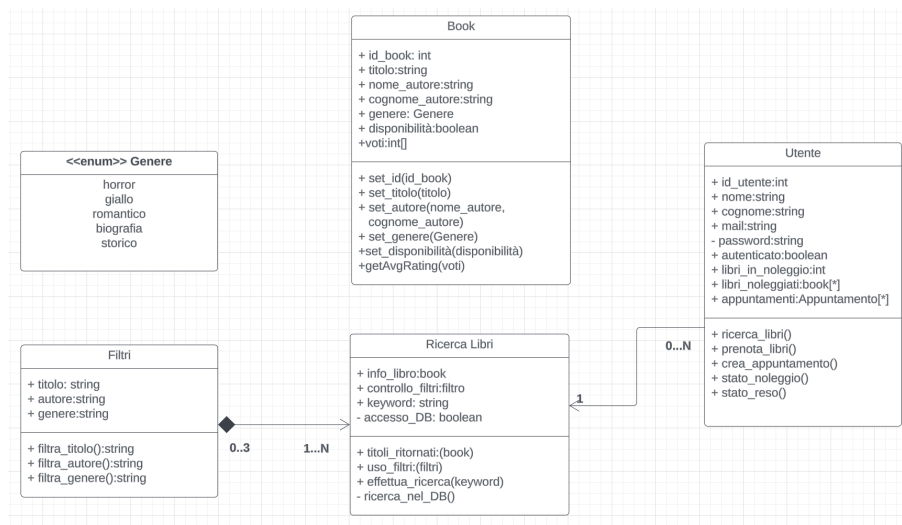 Book
+ id_book: int
+ titolo:string
+ nome_autore:string
+ cognome_autore:string
+ genere: Genere
+ disponibilità:boolean
+voti:int[]
+ set_id(id_book)
+ set_titolo(titolo)
+ set_autore(nome_autore,
cognome_autore)
+ set_genere(Genere)
+set_disponibilità(disponibilità)
+getAvgRating(voti)
<<enum>> Genere
horror
giallo
romantico
biografia
storico
Utente
+ id_utente:int
+ nome:string
+ cognome:string
+ mail:string
- password:string
+ autenticato:boolean
+ libri_in_noleggio:int
+ libri_noleggiati:book[*]
+ appuntamenti:Appuntamento[*]
+ ricerca_libri()
+ prenota_libri()
+ crea_appuntamento()
+ stato_noleggio()
+ stato_reso()
Filtri
+ titolo: string
+ autore:string
+ genere:string
+ filtra_titolo():string
+ filtra_autore():string
+ filtra_genere():string
0..3
1...N
Ricerca Libri
+ info_libro:book
+ controllo_filtri:filtro
+ keyword: string
- accesso_DB: boolean
+ titoli_ritornati:(book)
+ uso_filtri:(filtri)
+ effettua_ricerca(keyword)
- ricerca_nel_DB()
1
0...N